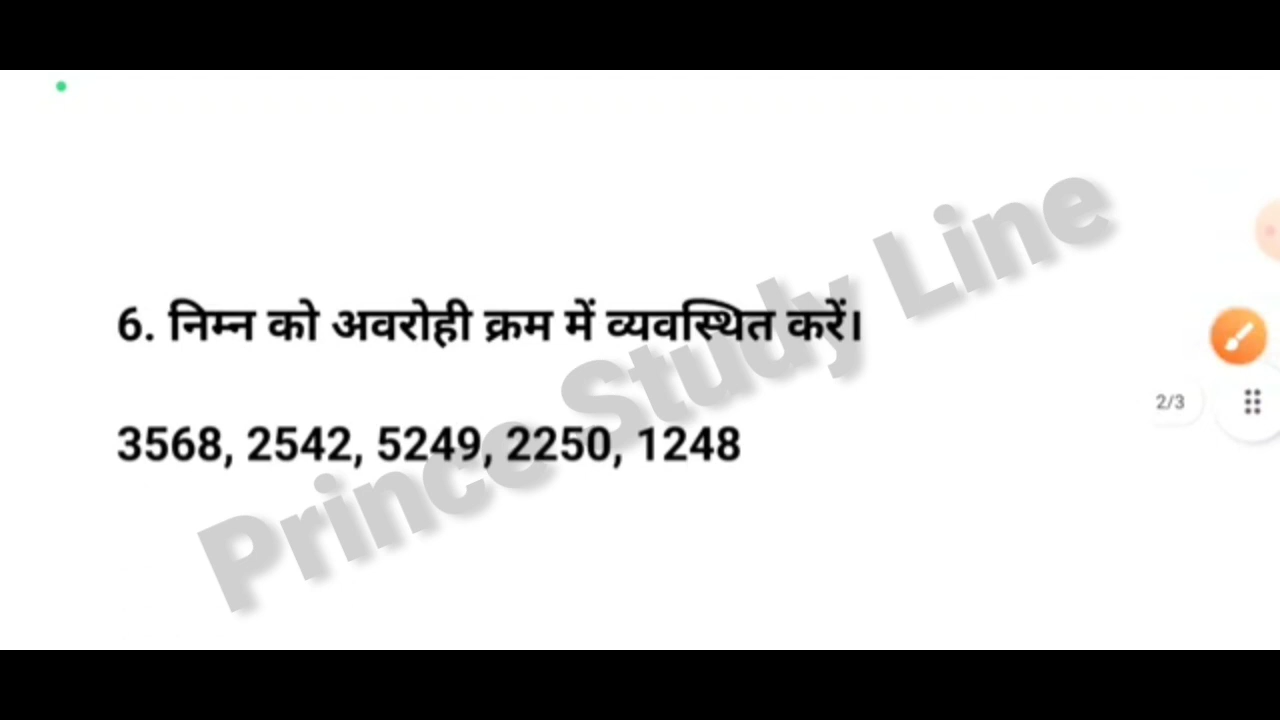 6. निम्न को अवरोही क्रम में व्यवस्थित करें।
3568, 2542, 5249, 2250, 1248
Prince Study Line
2/3